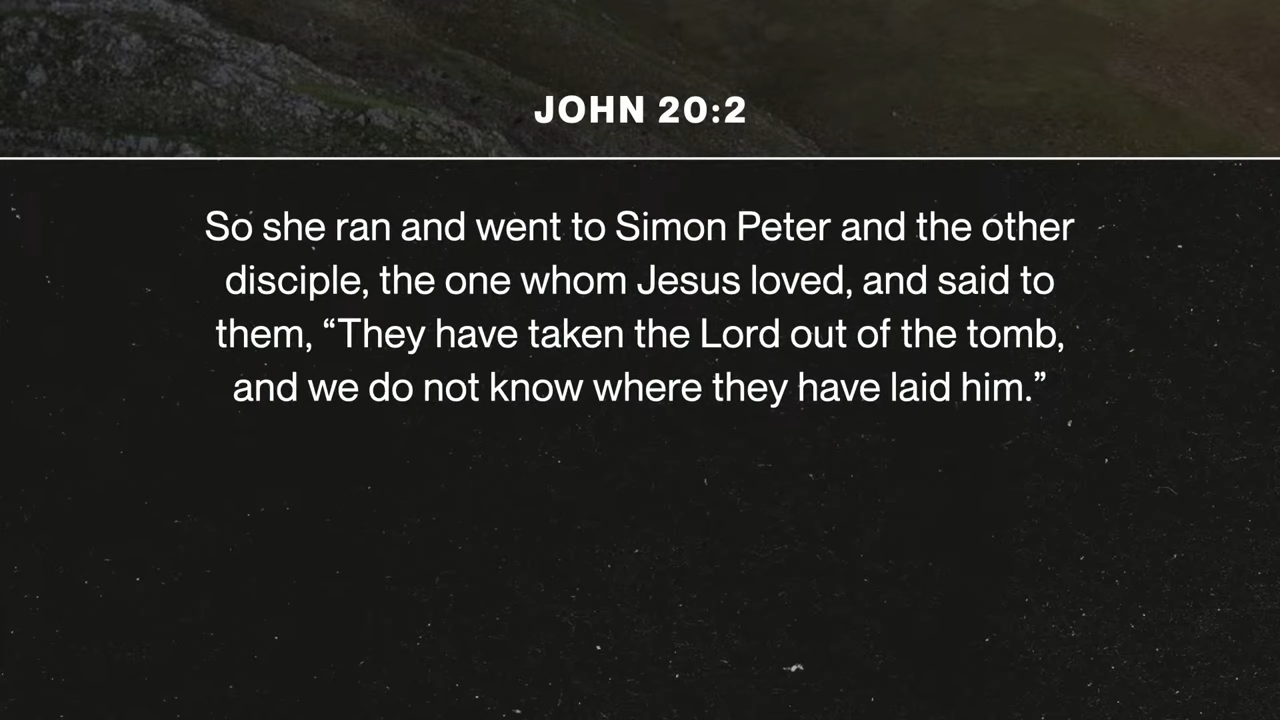 JOHN 20:2
So she ran and went to Simon Peter and the other
disciple, the one whom Jesus loved, and said to
them, “They have taken the Lord out of the tomb,
and we do not know where they have laid him.”